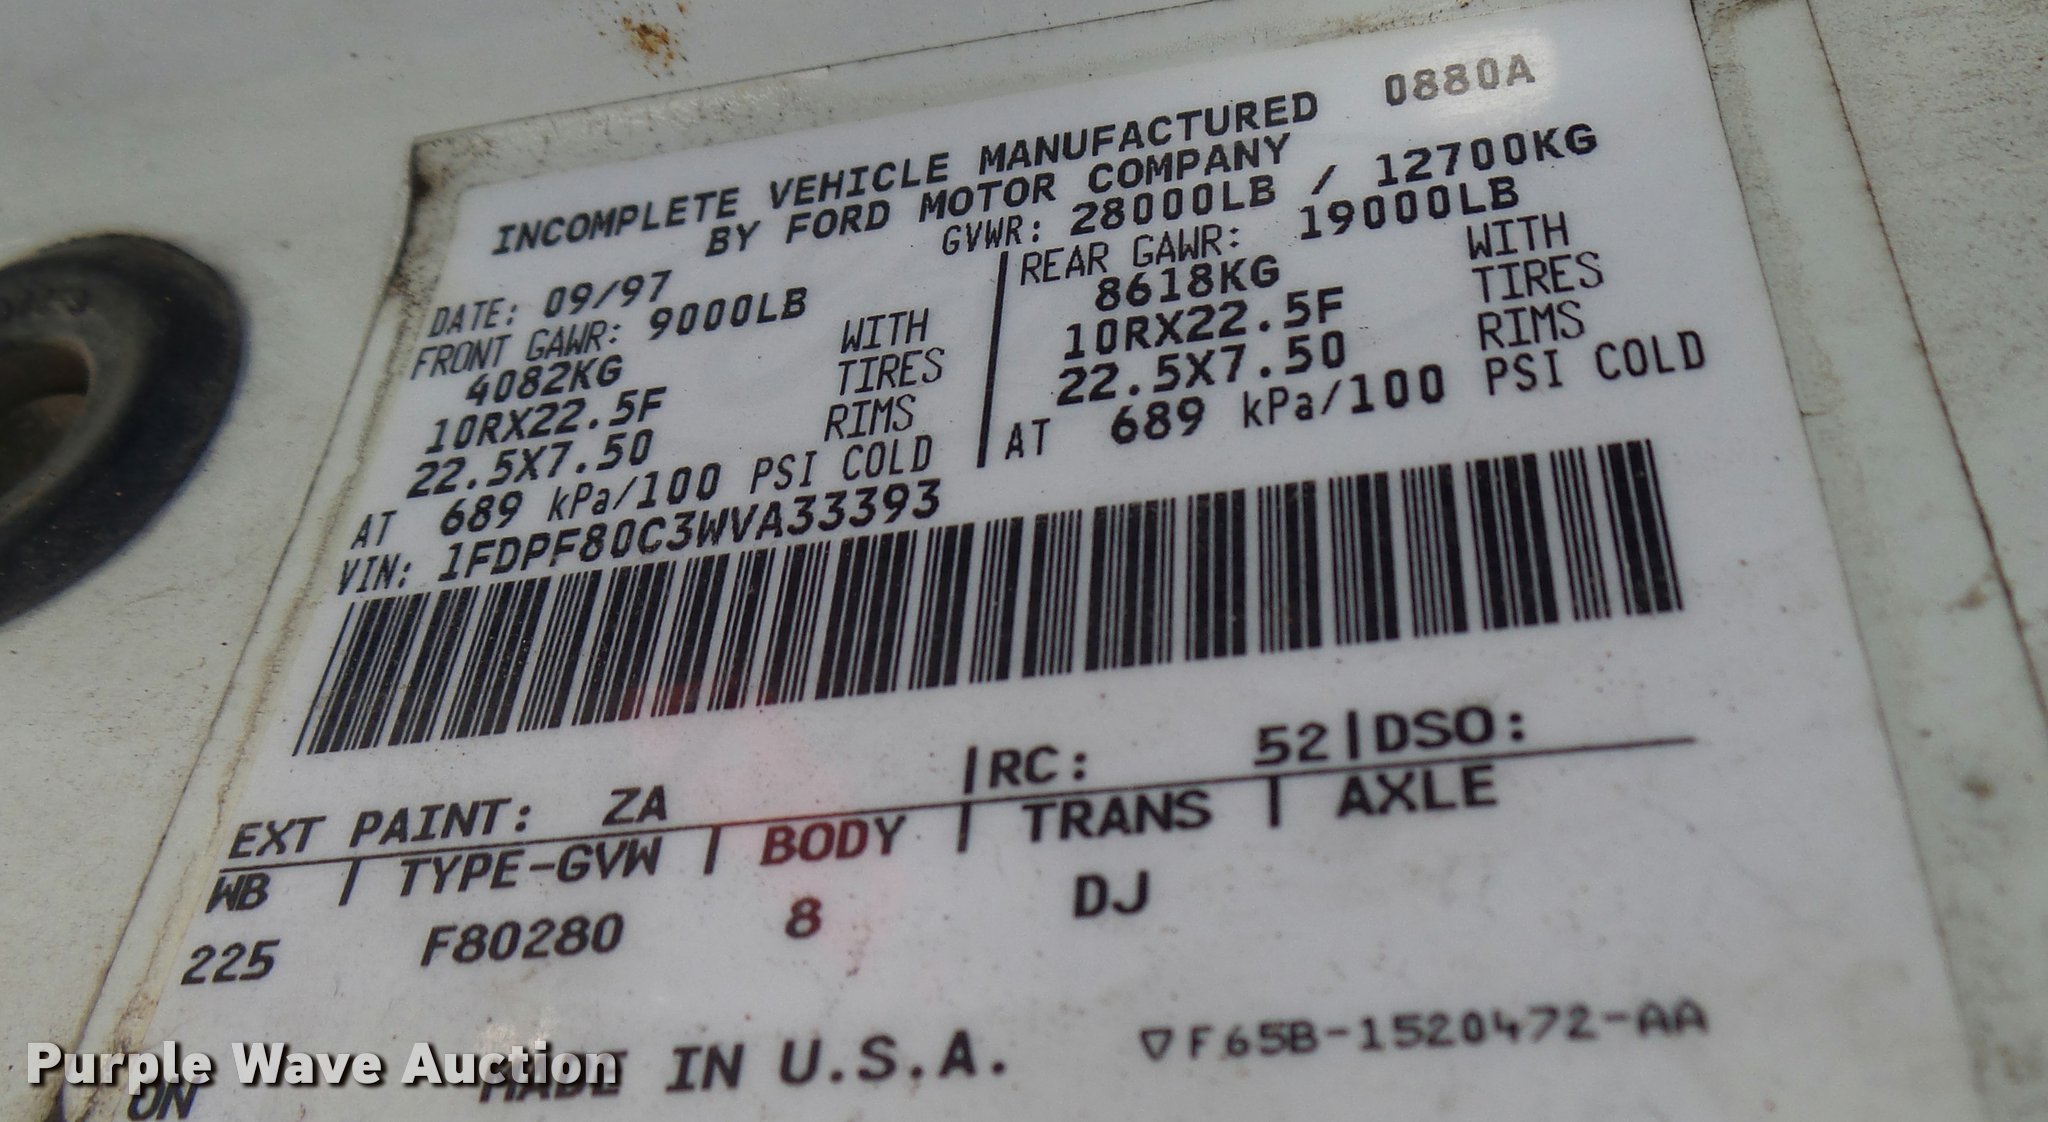 INCOMPLETE VEHICLE MANUFACTURED 0880A
BY FORD MOTOR COMPANY
DATE: 09/97 GVWR: 28000LB / 12700KG
FRONT GAWR: 9000LB
4082KG WITH
10RX22.5F TIRES
22.5X7.50 RIMS
AT 689 kPa/100 PSI COLD
REAR GAWR: 19000LB
8618KG WITH
10RX22.5F TIRES
22.5X7.50 RIMS
AT 689 kPa/100 PSI COLD
VIN: 1FDPF80C3WVA33393
EXT PAINT: ZA |RC: 52|DSO:
WB | TYPE-GVW | BODY | TRANS | AXLE
225 F80280 8 DJ
MADE IN U.S.A. ▽F65B-1520472-AA
Purple Wave Auction